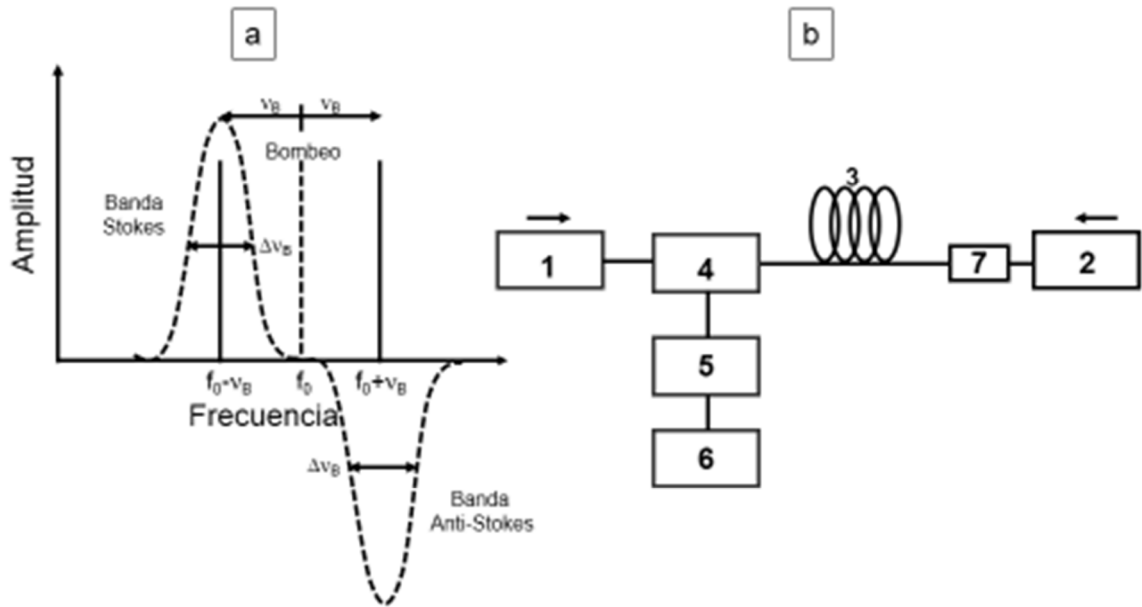 a
b
Amplitud
νB
νB
Bombeo
Banda
Stokes
ΔνB
f0-νB
f0
f0+νB
Frecuencia
ΔνB
Banda
Anti-Stokes
3
1
4
7
2
5
6